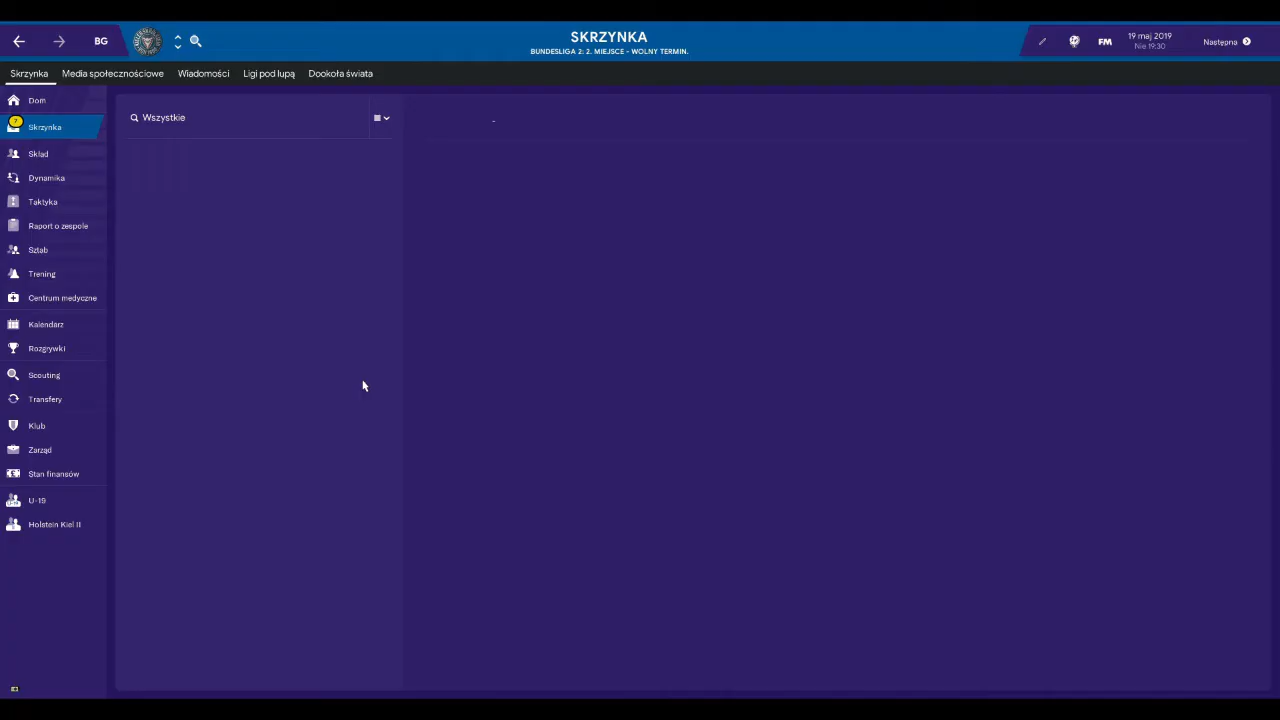 BG
SKRZYNKA
BUNDESLIGA 2: 2. MIEJSCE - WOLNY TERMIN.
FM
19 maj 2019
Nie 19:30
Następna
Skrzynka
Media społecznościowe
Wiadomości
Ligi pod lupą
Dookoła świata
Dom
7
Skrzynka
Skład
Dynamika
Taktyka
Raport o zespole
Sztab
Trening
Centrum medyczne
Kalendarz
Rozgrywki
Scouting
Transfery
Klub
Zarząd
Stan finansów
U-19
Holstein Kiel II
Wszystkie
-